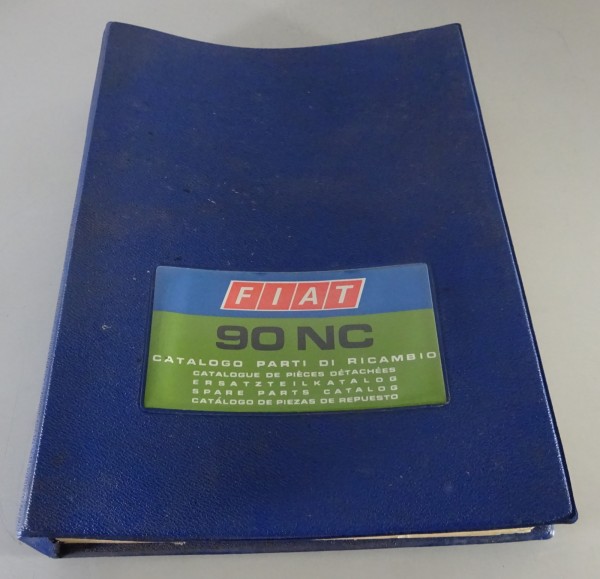 FIAT
90 NC
CATALOGO PARTI DI RICAMBIO
CATALOGUE DE PIÈCES DÉTACHÉES
ERSATZTEILKATALOG
SPARE PARTS CATALOG
CATÁLOGO DE PIEZAS DE REPUESTO